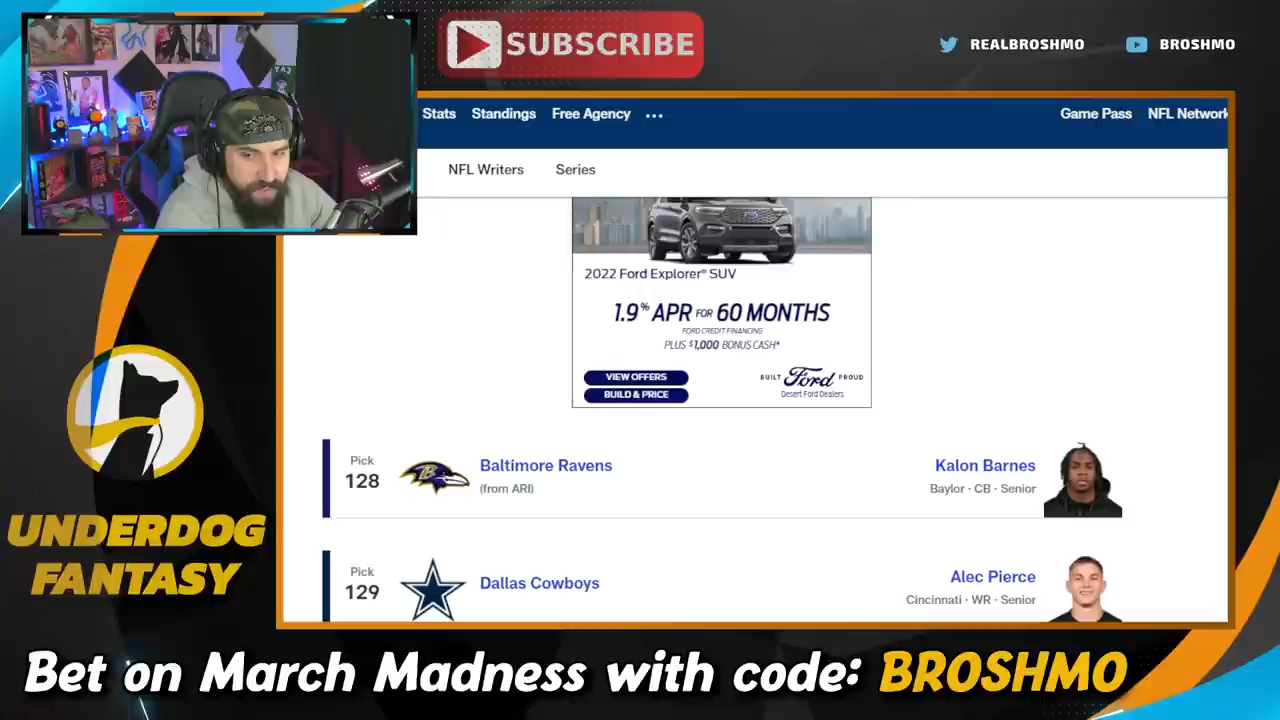 SUBSCRIBE
REALBROSHMO
BROSHMO
Stats Standings Free Agency ...
Game Pass NFL Network
NFL Writers Series
2022 Ford Explorer® SUV
1.9% APR FOR 60 MONTHS
FORD CREDIT FINANCING
PLUS $1,000 BONUS CASH*
VIEW OFFERS
BUILD & PRICE
BUILT Ford PROUD
Desert Ford Dealers
Pick
128
Baltimore Ravens
(from ARI)
Kalon Barnes
Baylor · CB · Senior
Pick
129
Dallas Cowboys
Alec Pierce
Cincinnati · WR · Senior
UNDERDOG
FANTASY
Bet on March Madness with code: BROSHMO